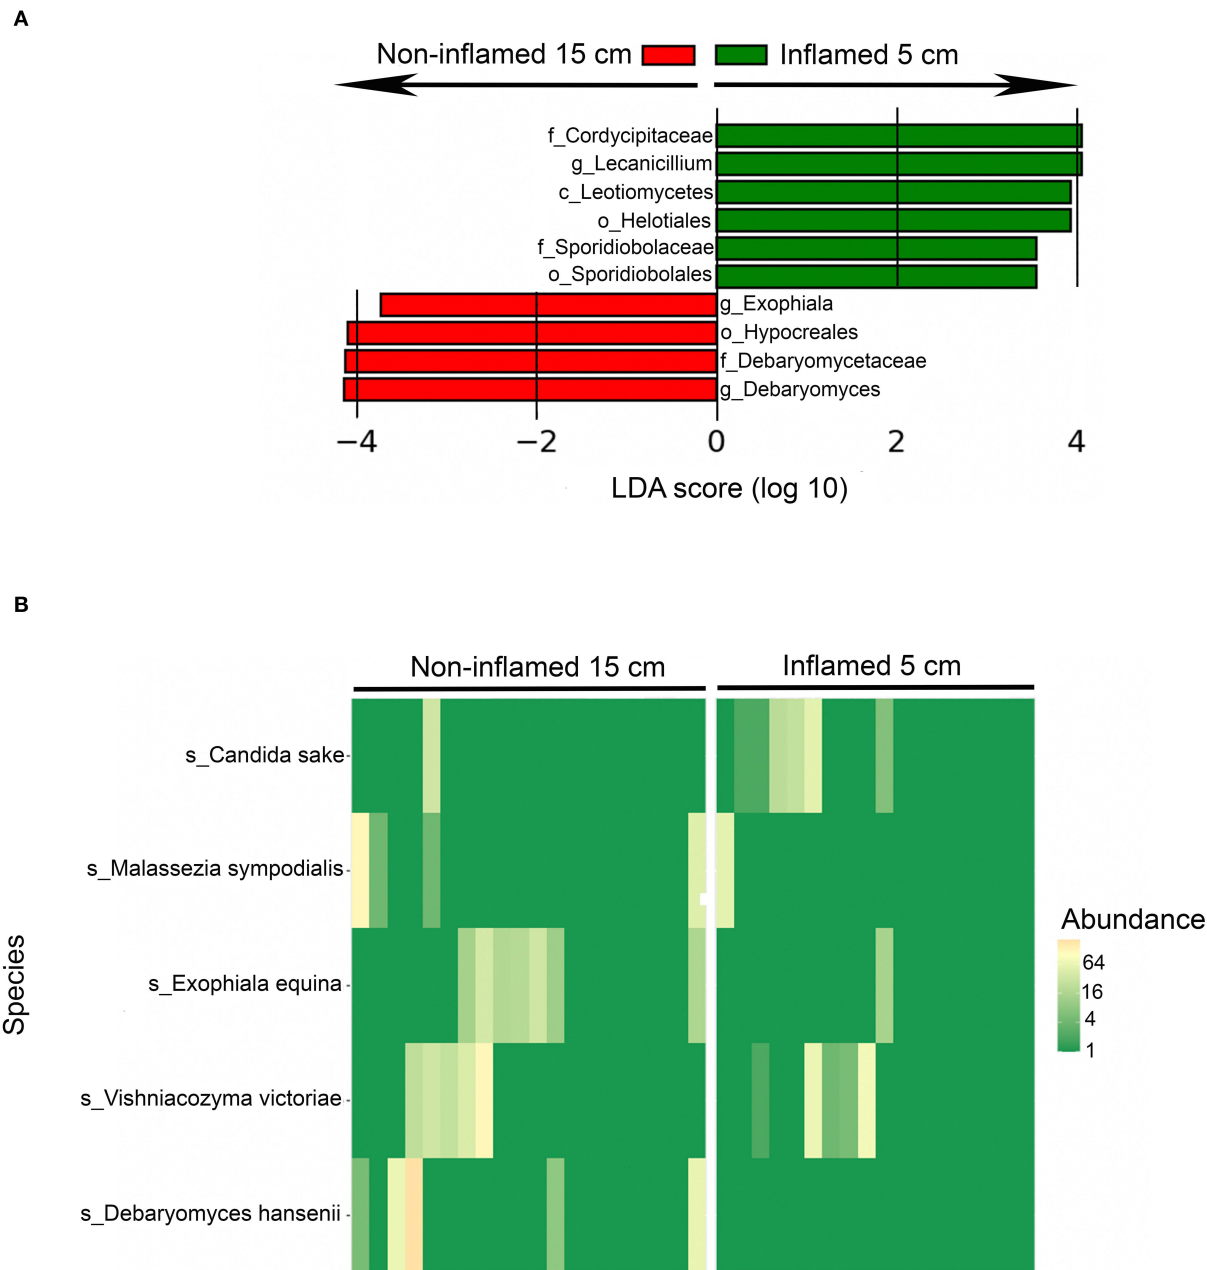 A
Non-inflamed 15 cm
Inflamed 5 cm
f_Cordycipitaceae
g_Lecanicillium
c_Leotiomycetes
o_Helotiales
f_Sporidiobolaceae
o_Sporidiobolales
g_Exophiala
o_Hypocreales
f_Debaryomycetaceae
g_Debaryomyces
−4 −2 0 2 4
LDA score (log 10)
B
Non-inflamed 15 cm
Inflamed 5 cm
s_Candida sake
s_Malassezia sympodialis
s_Exophiala equina
s_Vishniacozyma victoriae
s_Debaryomyces hansenii
Species
Abundance
64
16
4
1